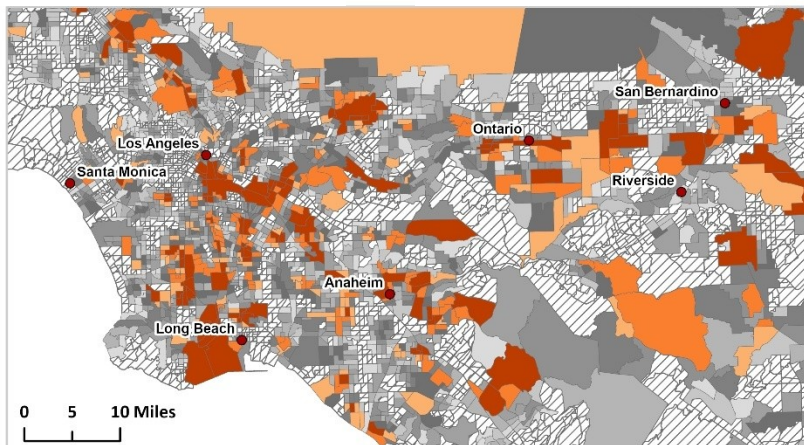 San Bernardino
Ontario
Los Angeles
Santa Monica
Riverside
Anaheim
Long Beach
0 5 10 Miles